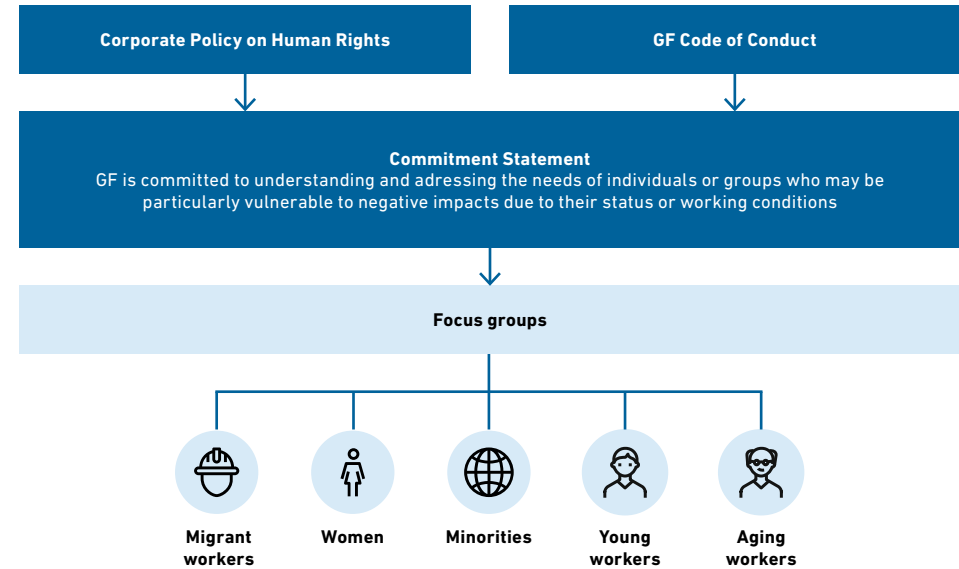 Corporate Policy on Human Rights
GF Code of Conduct
Commitment Statement
GF is committed to understanding and adressing the needs of individuals or groups who may be
particularly vulnerable to negative impacts due to their status or working conditions
Focus groups
Migrant
workers
Women
Minorities
Young
workers
Aging
workers